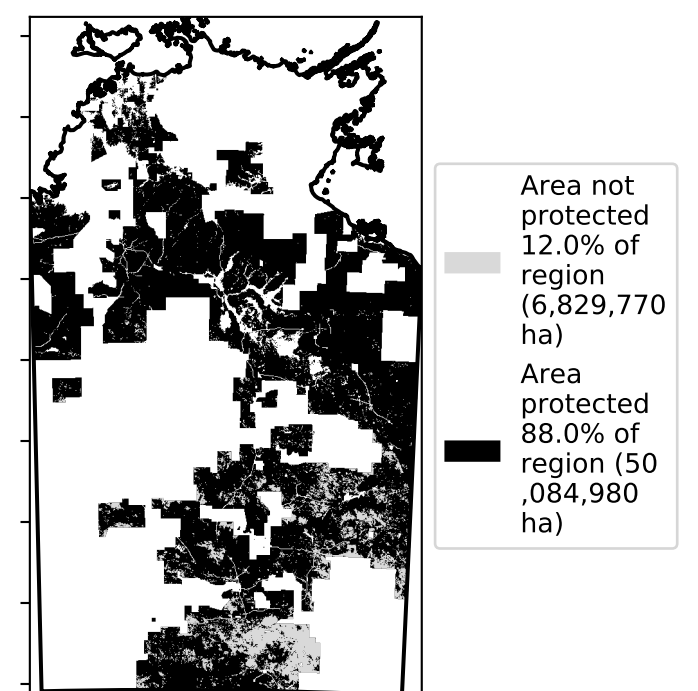 Area not
protected
12.0% of
region
(6,829,770
ha)
Area
protected
88.0% of
region (50
,084,980
ha)